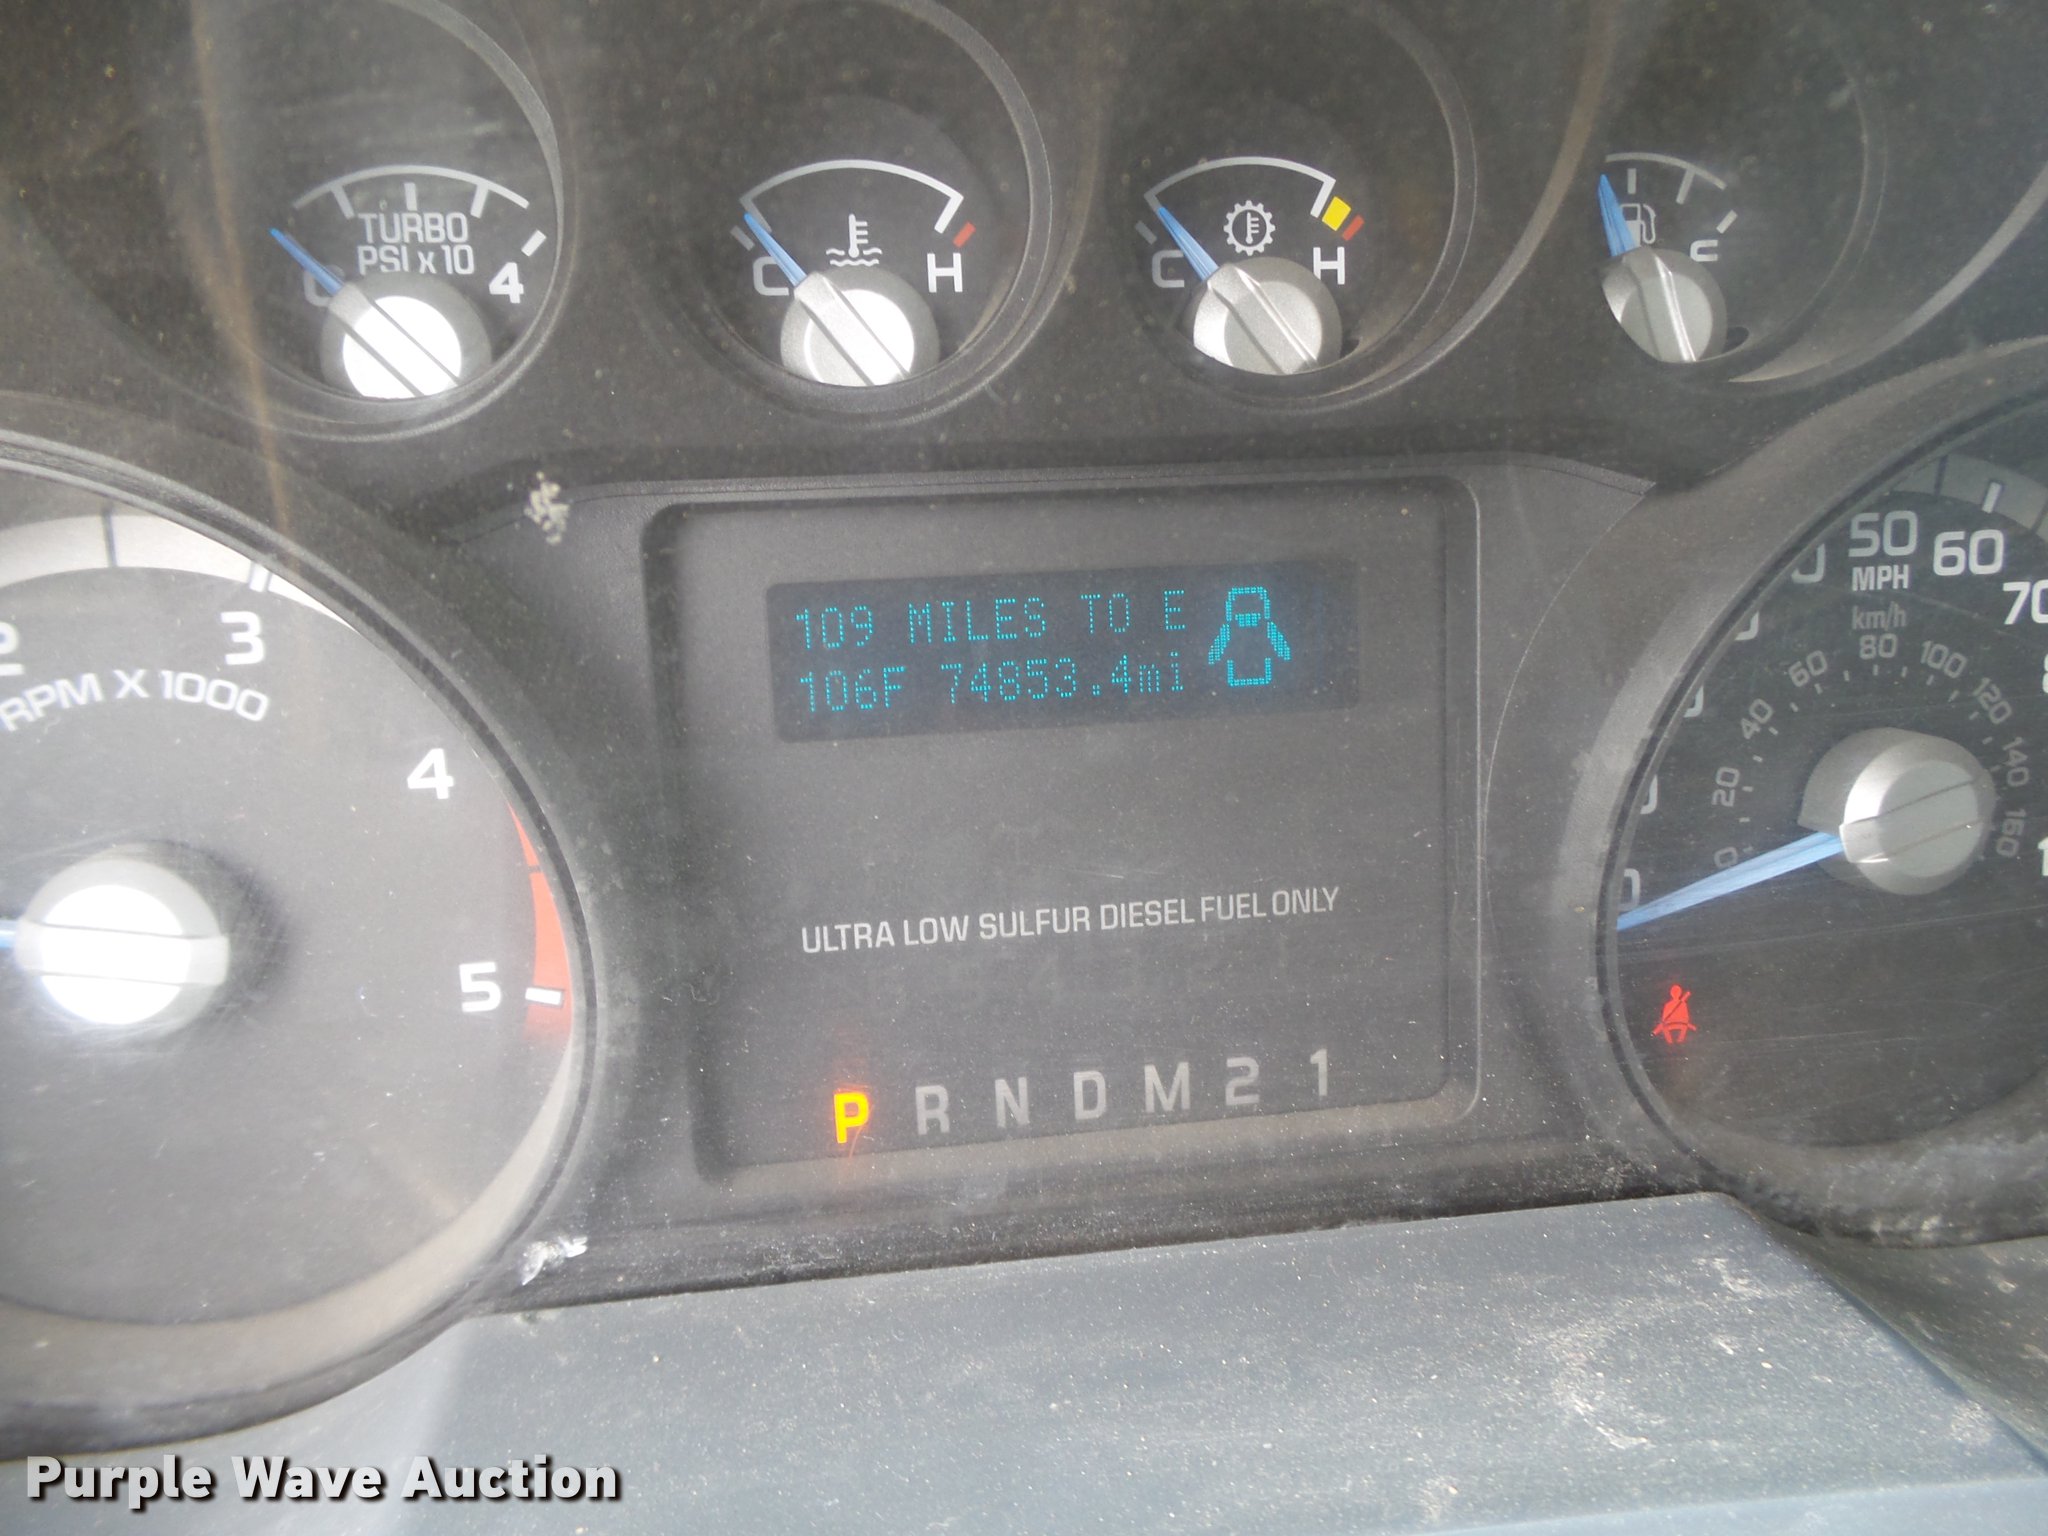 TURBO
PSI x 10
4
C
H
C
H
F
109 MILES TO E
106F 74853.4mi
2
3
4
5
RPM X 1000
50
60
70
MPH
km/h
0
20
40
60
80
100
120
140
160
ULTRA LOW SULFUR DIESEL FUEL ONLY
P R N D M 2 1
Purple Wave Auction